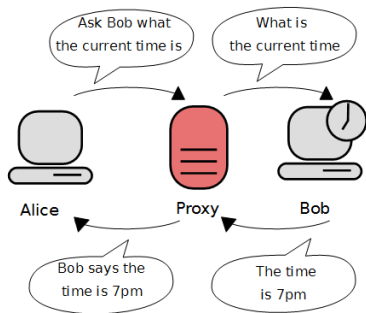 Ask Bob what
the current time is
What is
the current time
Alice
Proxy
Bob
Bob says the
time is 7pm
The time
is 7pm